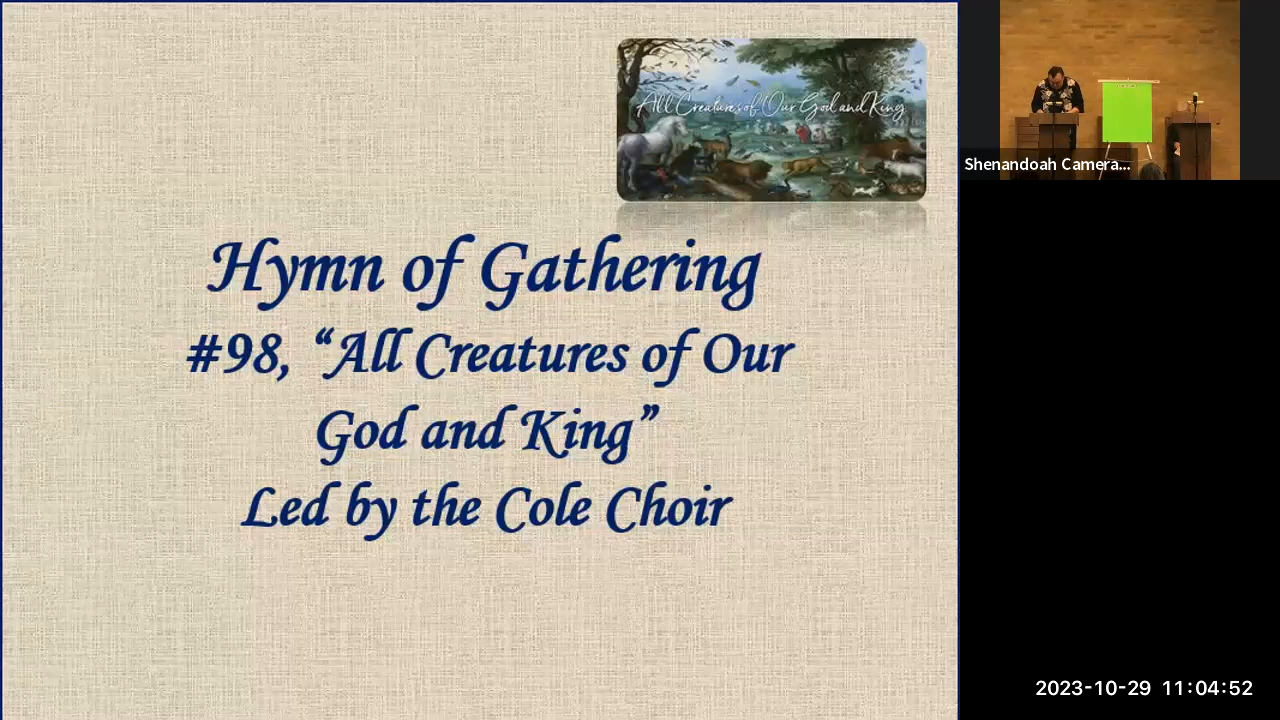 All Creatures of Our God and King
Hymn of Gathering
#98, “All Creatures of Our
God and King”
Led by the Cole Choir
Shenandoah Camera...
2023-10-29 11:04:52